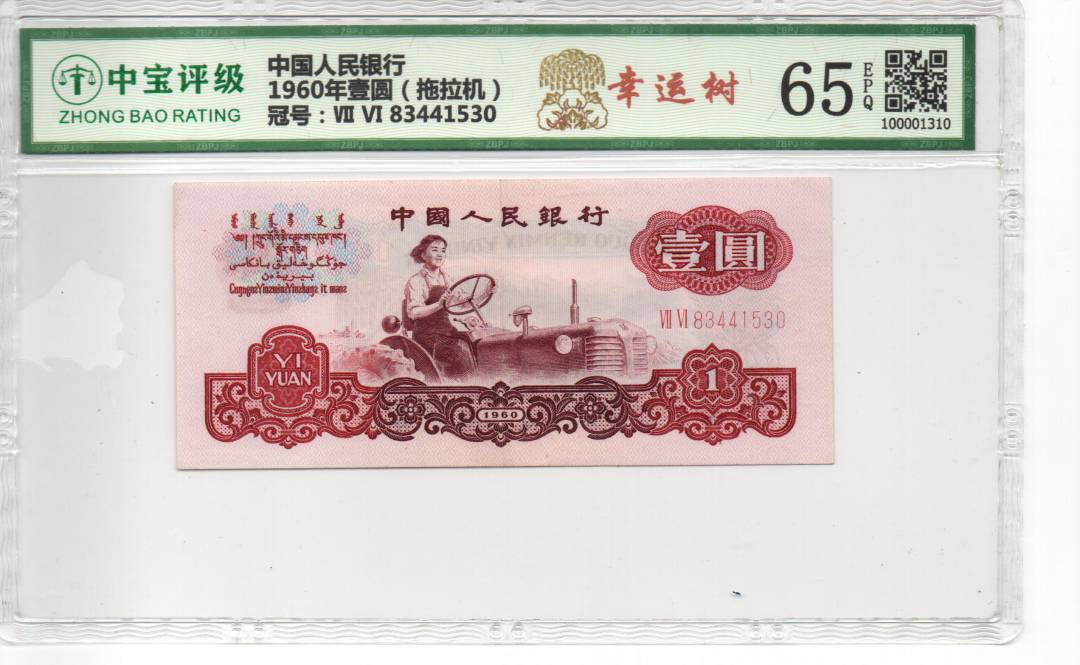 中宝评级
ZHONG BAO RATING
中国人民银行
1960年壹圆（拖拉机）
冠号：Ⅶ Ⅵ 83441530
幸运树
65
EPQ
100001310
中國人民銀行
壹圓
Ⅶ Ⅵ 83441530
YI
YUAN
1960
1